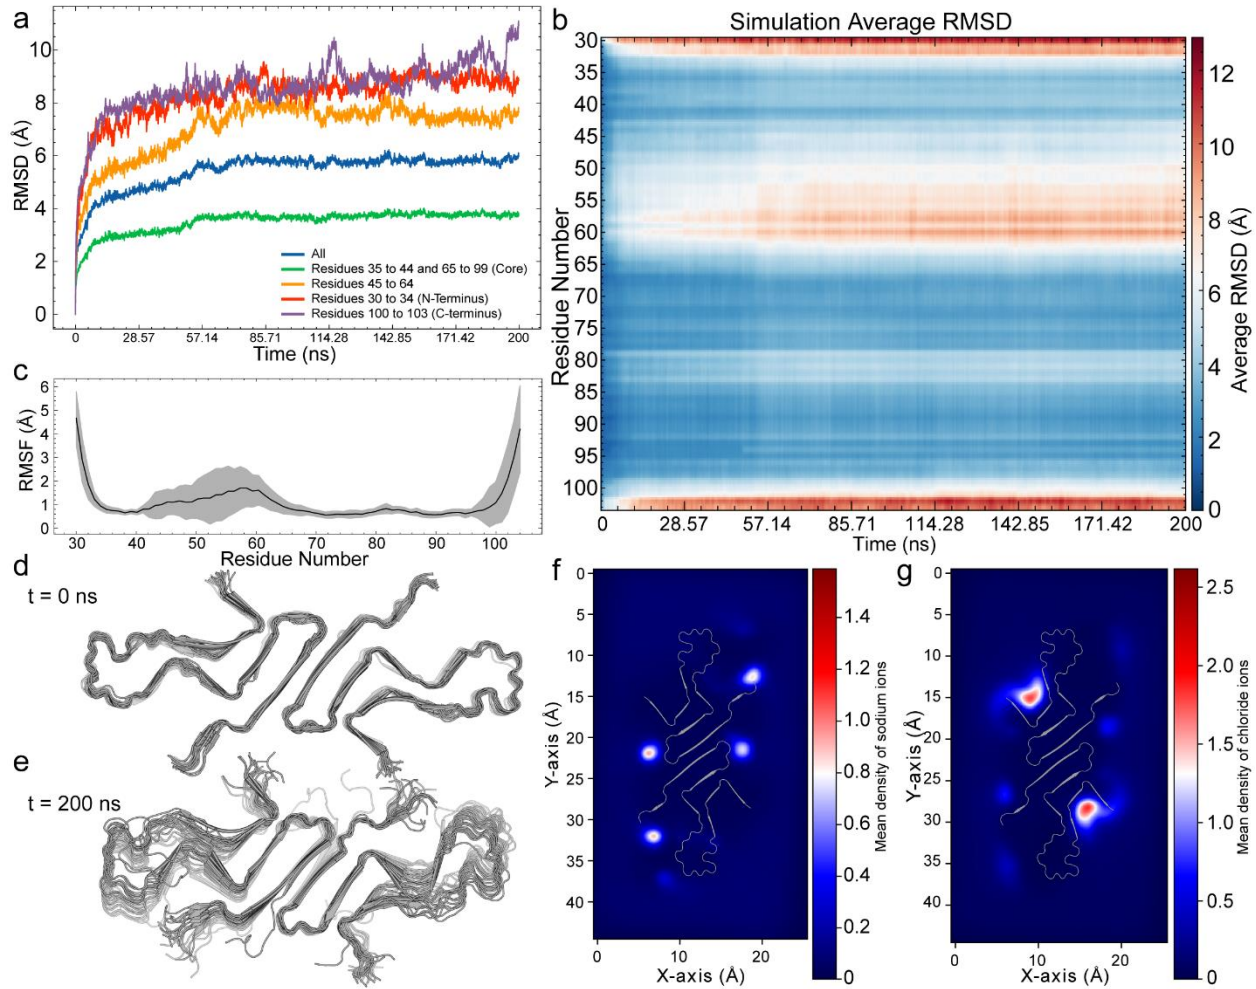 a
RMSD (Å)
10
8
6
4
2
0
All
Residues 35 to 44 and 65 to 99 (Core)
Residues 45 to 64
Residues 30 to 34 (N-Terminus)
Residues 100 to 103 (C-terminus)
0 28.57 57.14 85.71 114.28 142.85 171.42 200
Time (ns)
b
Simulation Average RMSD
Residue Number
30
35
40
45
50
55
60
65
70
75
80
85
90
95
100
0 28.57 57.14 85.71 114.28 142.85 171.42 200
Time (ns)
12
10
8
6
4
2
0
Average RMSD (Å)
c
RMSF (Å)
6
5
4
3
2
1
0
30 40 50 60 70 80 90 100
Residue Number
d
t = 0 ns
e
t = 200 ns
f
Y-axis (Å)
0
5
10
15
20
25
30
35
40
0 10 20
X-axis (Å)
1.4
1.2
1.0
0.8
0.6
0.4
0.2
0
Mean density of sodium ions
g
Y-axis (Å)
0
5
10
15
20
25
30
35
40
0 10 20
X-axis (Å)
2.5
2.0
1.5
1.0
0.5
0
Mean density of chloride ions